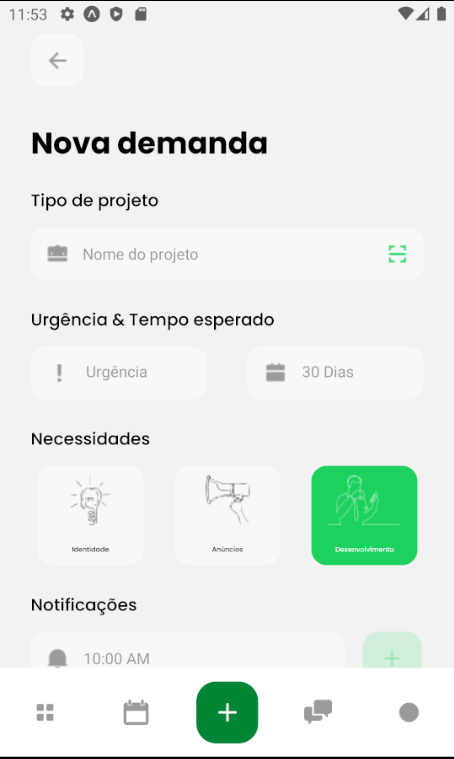 11:53
Nova demanda
Tipo de projeto
Nome do projeto
Urgência & Tempo esperado
Urgência
30 Dias
Necessidades
Identidade
Anúncios
Desenvolvimento
Notificações
10:00 AM